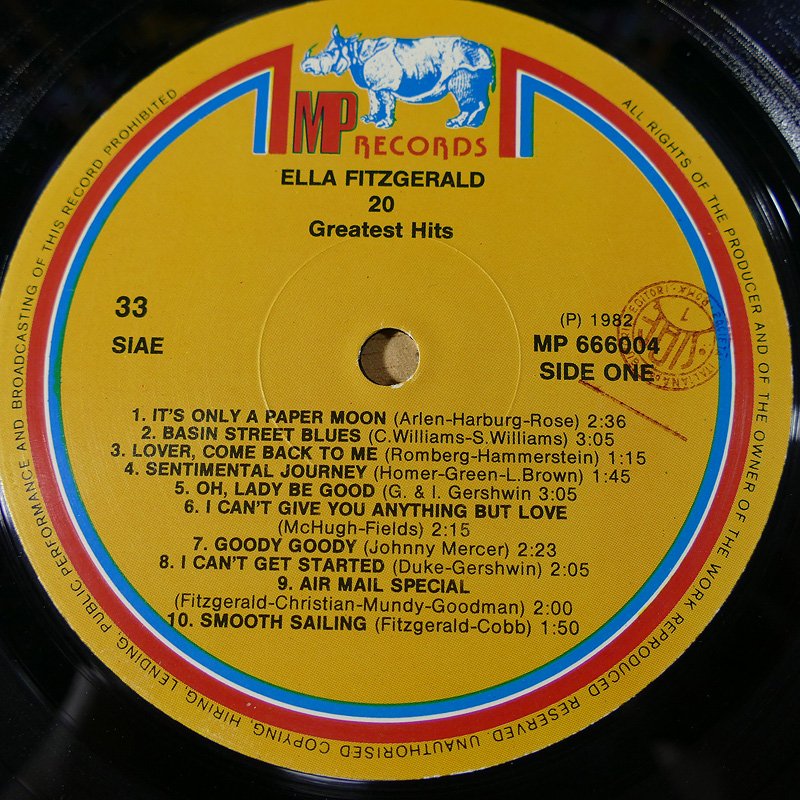 MP RECORDS
ELLA FITZGERALD
20
Greatest Hits
33
SIAE
(P) 1982
MP 666004
SIDE ONE
1. IT'S ONLY A PAPER MOON (Arlen-Harburg-Rose) 2:36
2. BASIN STREET BLUES (C.Williams-S.Williams) 3:05
3. LOVER, COME BACK TO ME (Romberg-Hammerstein) 1:15
4. SENTIMENTAL JOURNEY (Homer-Green-L.Brown) 1:45
5. OH, LADY BE GOOD (G. & I. Gershwin 3:05
6. I CAN'T GIVE YOU ANYTHING BUT LOVE
(McHugh-Fields) 2:15
7. GOODY GOODY (Johnny Mercer) 2:23
8. I CAN'T GET STARTED (Duke-Gershwin) 2:05
9. AIR MAIL SPECIAL
(Fitzgerald-Christian-Mundy-Goodman) 2:00
10. SMOOTH SAILING (Fitzgerald-Cobb) 1:50
ALL RIGHTS OF THE PRODUCER AND OF THE OWNER OF THE WORK REPRODUCED RESERVED UNAUTHORISED COPYING, HIRING, LENDING, PUBLIC PERFORMANCE AND BROADCASTING OF THIS RECORD PROHIBITED